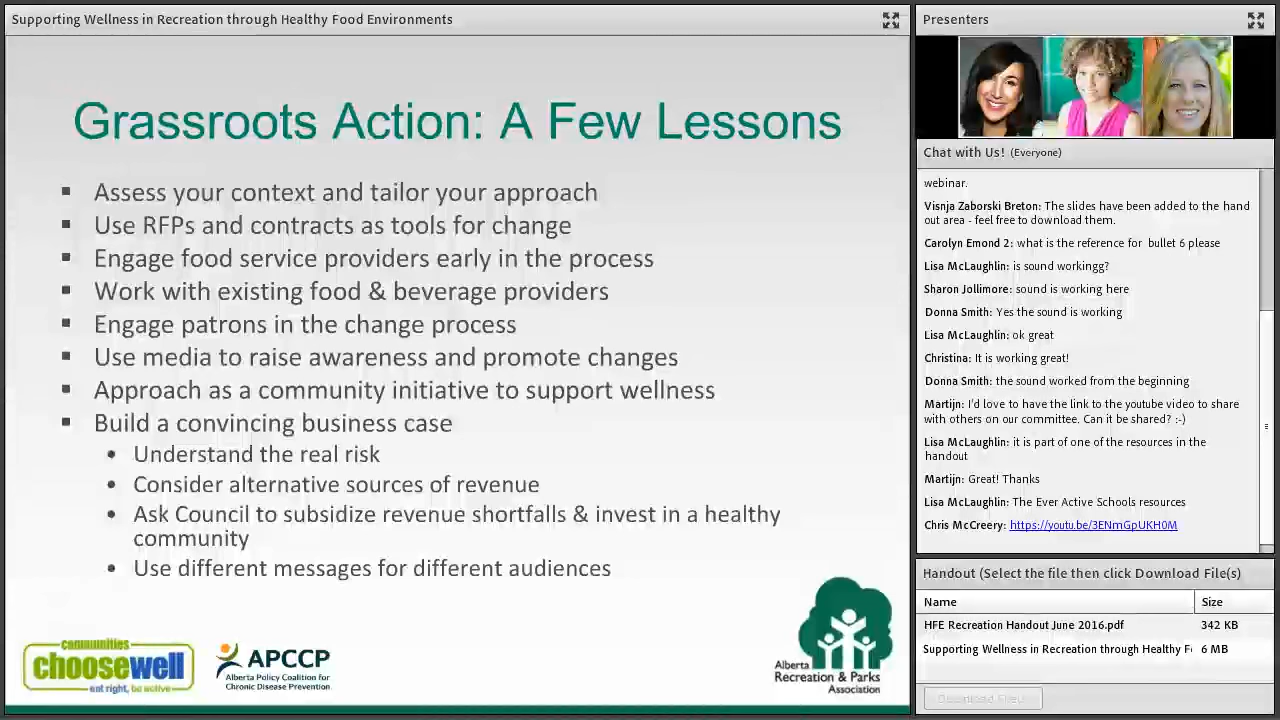 Supporting Wellness in Recreation through Healthy Food Environments
Grassroots Action: A Few Lessons
Assess your context and tailor your approach
Use RFPs and contracts as tools for change
Engage food service providers early in the process
Work with existing food & beverage providers
Engage patrons in the change process
Use media to raise awareness and promote changes
Approach as a community initiative to support wellness
Build a convincing business case
Understand the real risk
Consider alternative sources of revenue
Ask Council to subsidize revenue shortfalls & invest in a healthy
community
Use different messages for different audiences
communities
choosewell
eat right, be active
APCCP
Alberta Policy Coalition for
Chronic Disease Prevention
Alberta
Recreation & Parks
Association
Presenters
Chat with Us! (Everyone)
webinar.
Visnja Zaborski Breton: The slides have been added to the hand
out area - feel free to download them.
Carolyn Emond 2: what is the reference for bullet 6 please
Lisa McLaughlin: is sound workingg?
Sharon Jollimore: sound is working here
Donna Smith: Yes the sound is working
Lisa McLaughlin: ok great
Christina: It is working great!
Donna Smith: the sound worked from the beginning
Martijn: I'd love to have the link to the youtube video to share
with others on our committee. Can it be shared? :-)
Lisa McLaughlin: it is part of one of the resources in the
handout
Martijn: Great! Thanks
Lisa McLaughlin: The Ever Active Schools resources
Chris McCreery: https://youtu.be/3ENmGpUKH0M
Handout (Select the file then click Download File(s)
Name Size
HFE Recreation Handout June 2016.pdf 342 KB
Supporting Wellness in Recreation through Healthy F 6 MB
Download File(s)